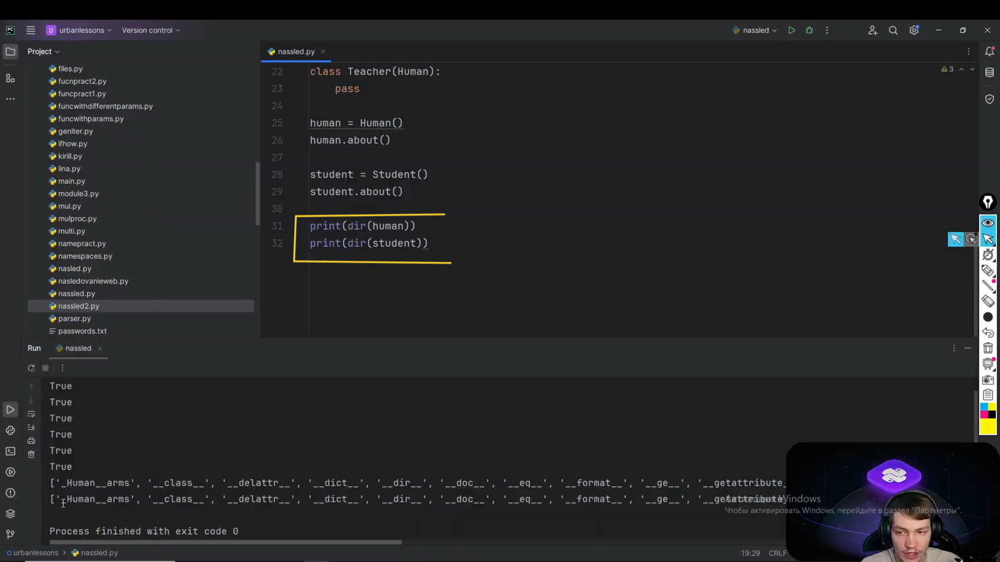 PC
U urbanlessons
Version control
nassled
Project
nassled.py
files.py
fucnpract2.py
funcpract1.py
funcwithdifferentparams.py
funcwithparams.py
geniter.py
ifhow.py
kirill.py
lina.py
main.py
module3.py
mul.py
mulproc.py
multi.py
namepract.py
namespaces.py
nasled.py
nasledovanieweb.py
nassled.py
nassled2.py
parser.py
passwords.txt
3
22 class Teacher(Human):
23 pass
24
25 human = Human()
26 human.about()
27
28 student = Student()
29 student.about()
30
31 print(dir(human))
32 print(dir(student))
Run nassled
True
True
True
True
True
True
['_Human__arms', '__class__', '__delattr__', '__dict__', '__dir__', '__doc__', '__eq__', '__format__', '__ge__', '__getattribute_
['_Human__arms', '__class__', '__delattr__', '__dict__', '__dir__', '__doc__', '__eq__', '__format__', '__ge__', '__getattribute
Process finished with exit code 0
Windows
Чтобы активировать Windows, перейдите в раздел "Параметры".
urbanlessons > nassled.py
19:29 CRLF